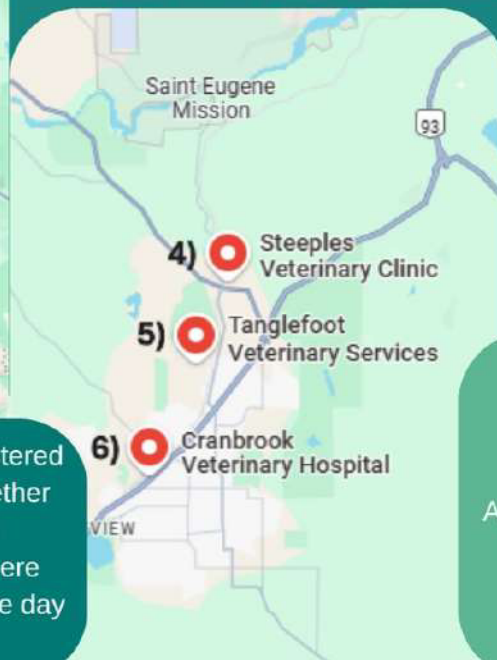 Saint Eugene
Mission
93
4)
Steeples
Veterinary Clinic
5)
Tanglefoot
Veterinary Services
6)
Cranbrook
Veterinary Hospital
VIEW
tered
ether
ere
e day
A